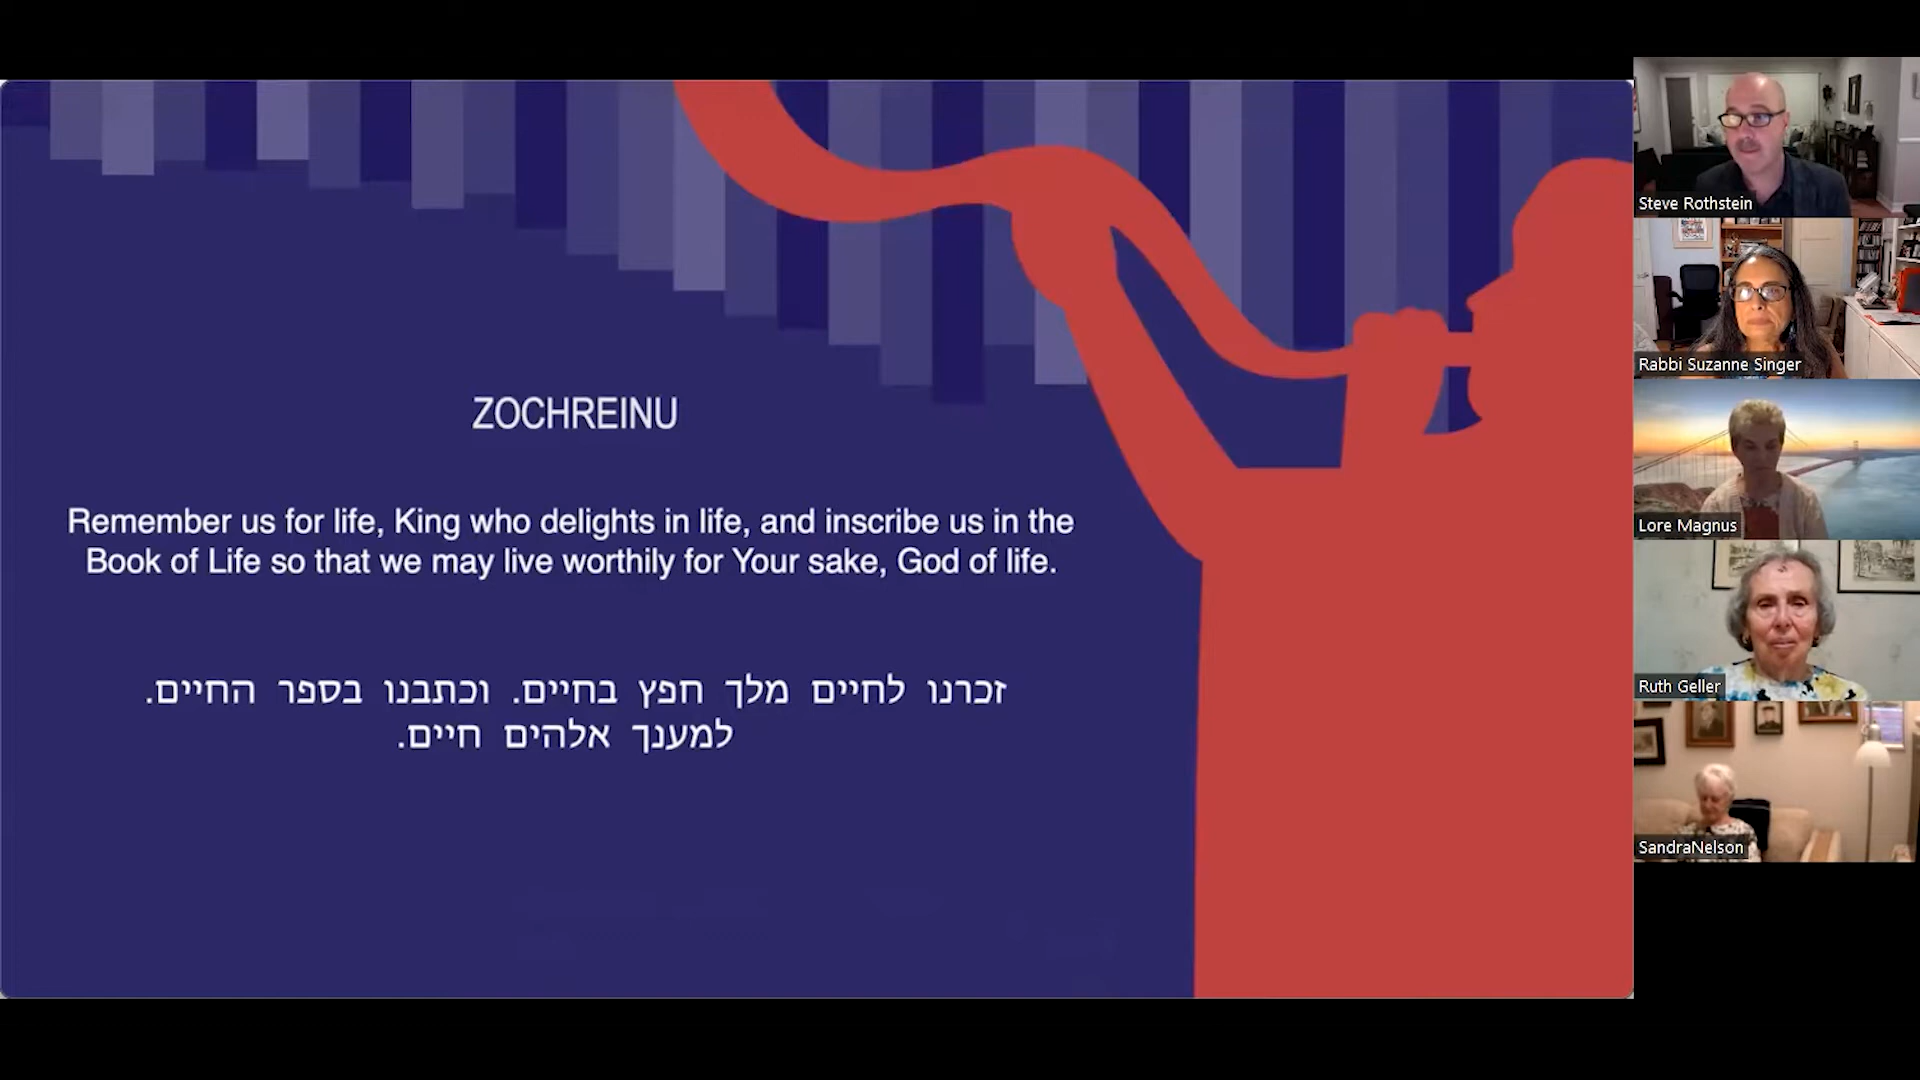 ZOCHREINU
Remember us for life, King who delights in life, and inscribe us in the
Book of Life so that we may live worthily for Your sake, God of life.
זכרנו לחיים מלך חפץ בחיים. וכתבנו בספר החיים.
למענך אלהים חיים.
Steve Rothstein
Rabbi Suzanne Singer
Lore Magnus
Ruth Geller
SandraNelson